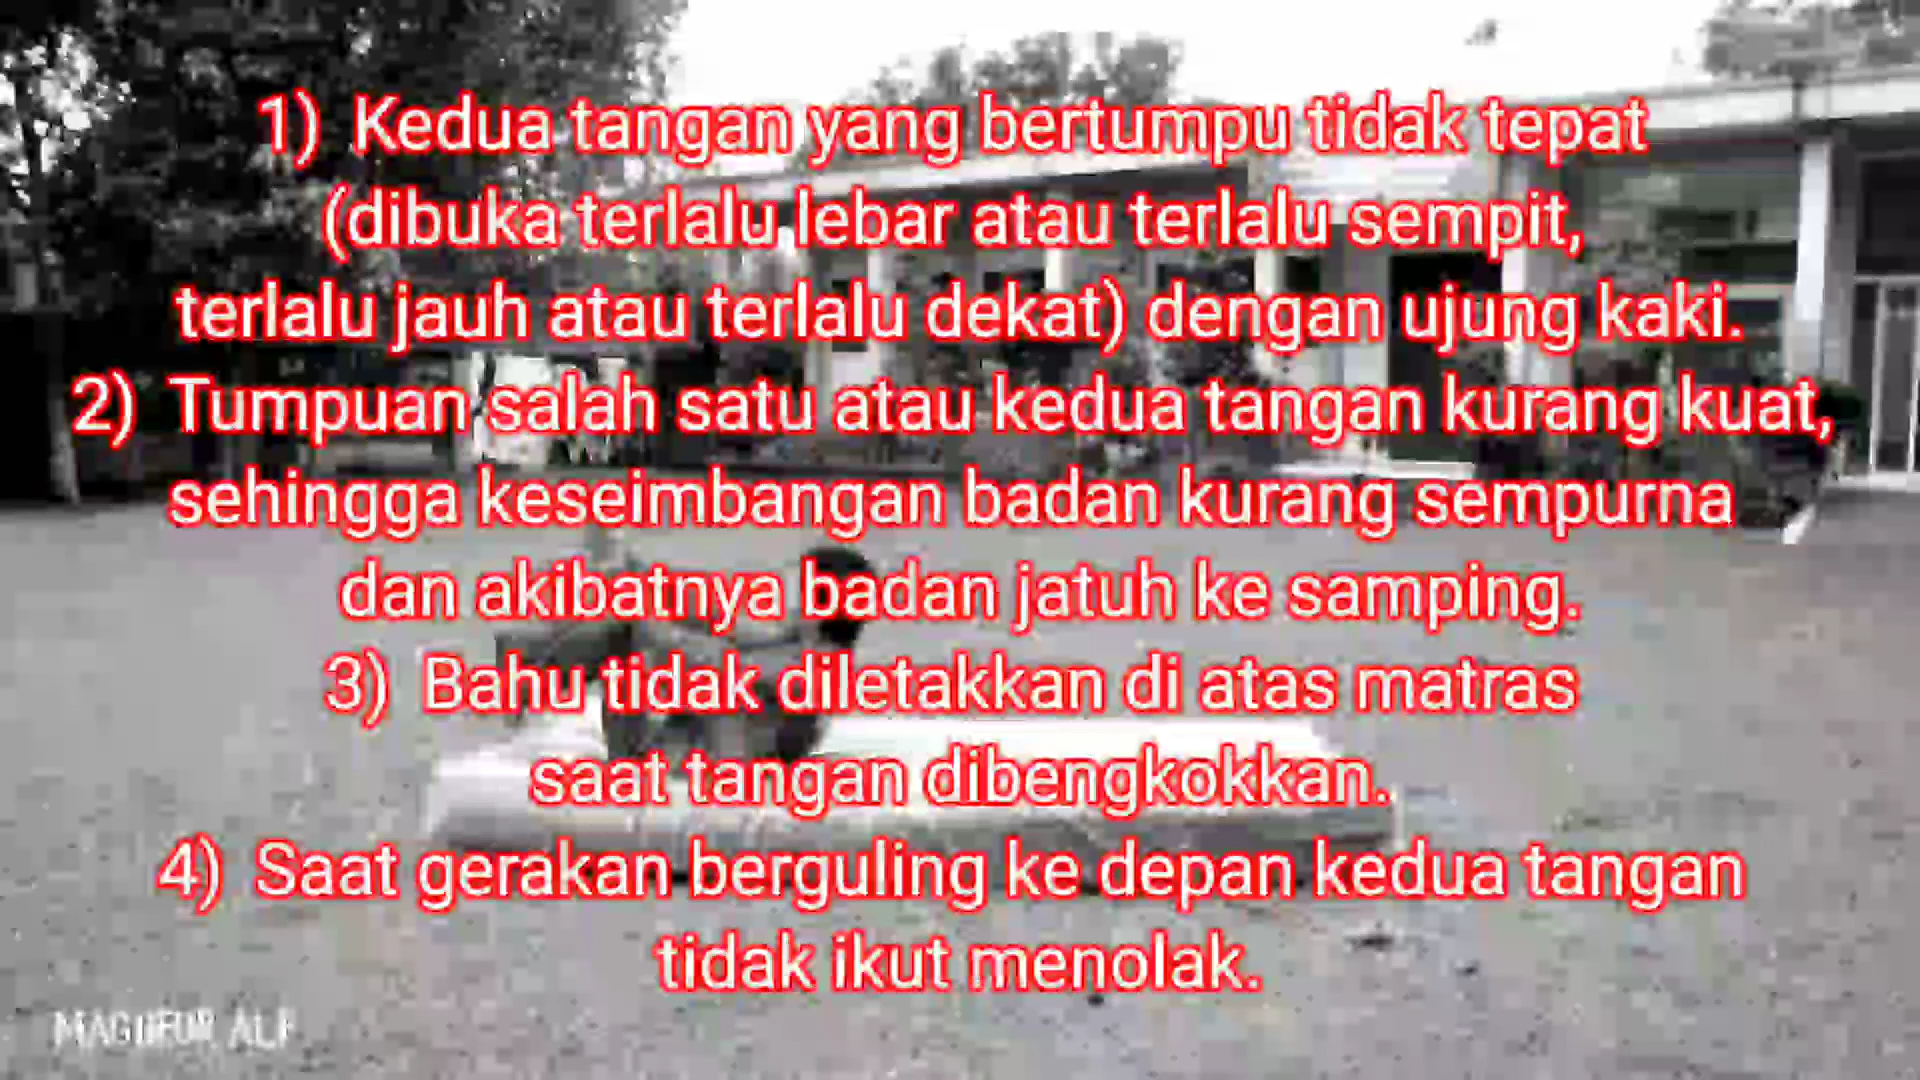 1) Kedua tangan yang bertumpu tidak tepat
(dibuka terlalu lebar atau terlalu sempit,
terlalu jauh atau terlalu dekat) dengan ujung kaki.
2) Tumpuan salah satu atau kedua tangan kurang kuat,
sehingga keseimbangan badan kurang sempurna
dan akibatnya badan jatuh ke samping.
3) Bahu tidak diletakkan di atas matras
saat tangan dibengkokkan.
4) Saat gerakan berguling ke depan kedua tangan
tidak ikut menolak.